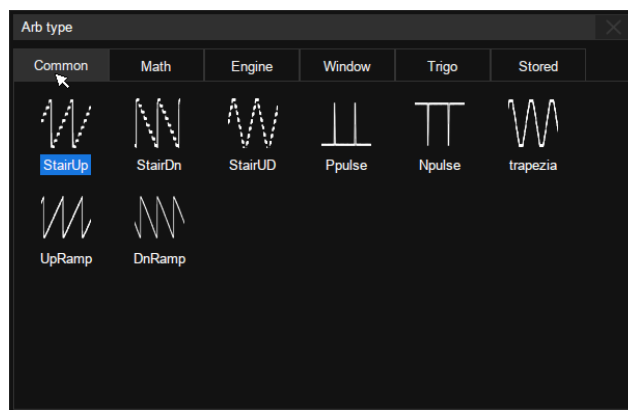 Arb type
Common Math Engine Window Trigo Stored
StairUp StairDn StairUD Ppulse Npulse trapezia
UpRamp DnRamp